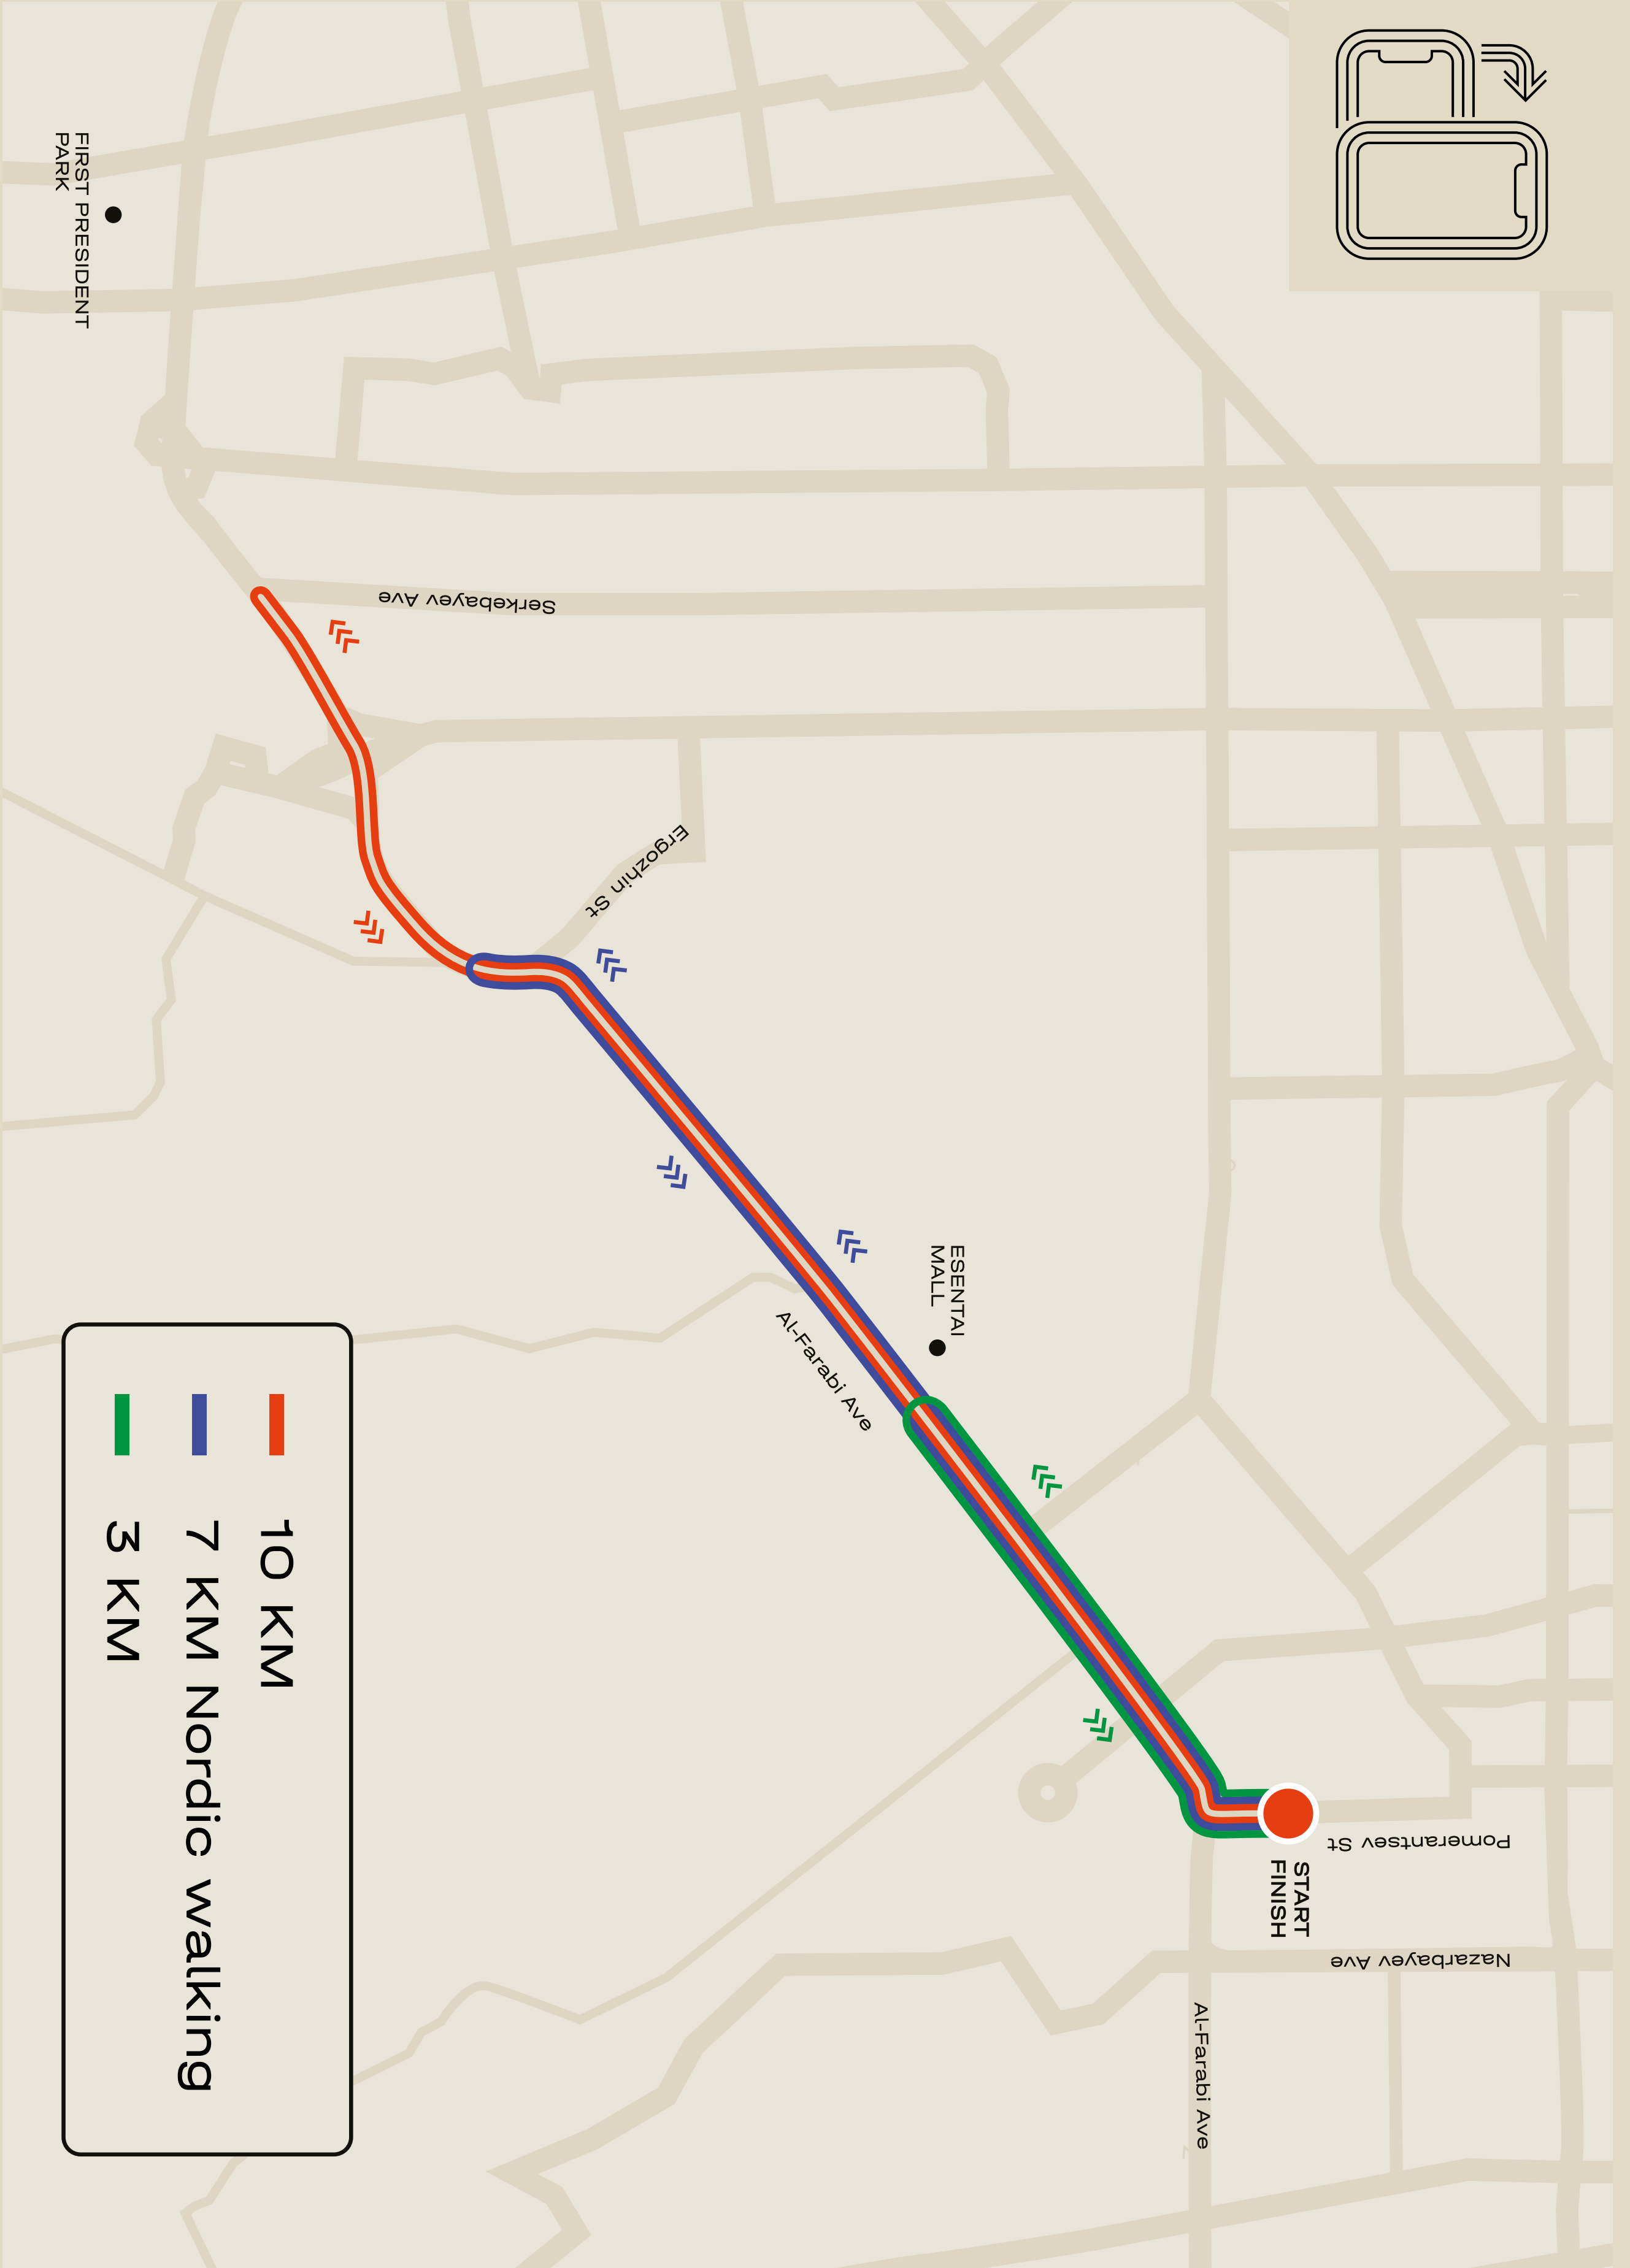 FIRST PRESIDENT
PARK
Serkebayev Ave
Ergozhin St
ESENTAI
MALL
Al-Farabi Ave
START
FINISH
Pomerantsev St
Nazarbayev Ave
Al-Farabi Ave
10 KM
7 KM Nordic walking
3 KM